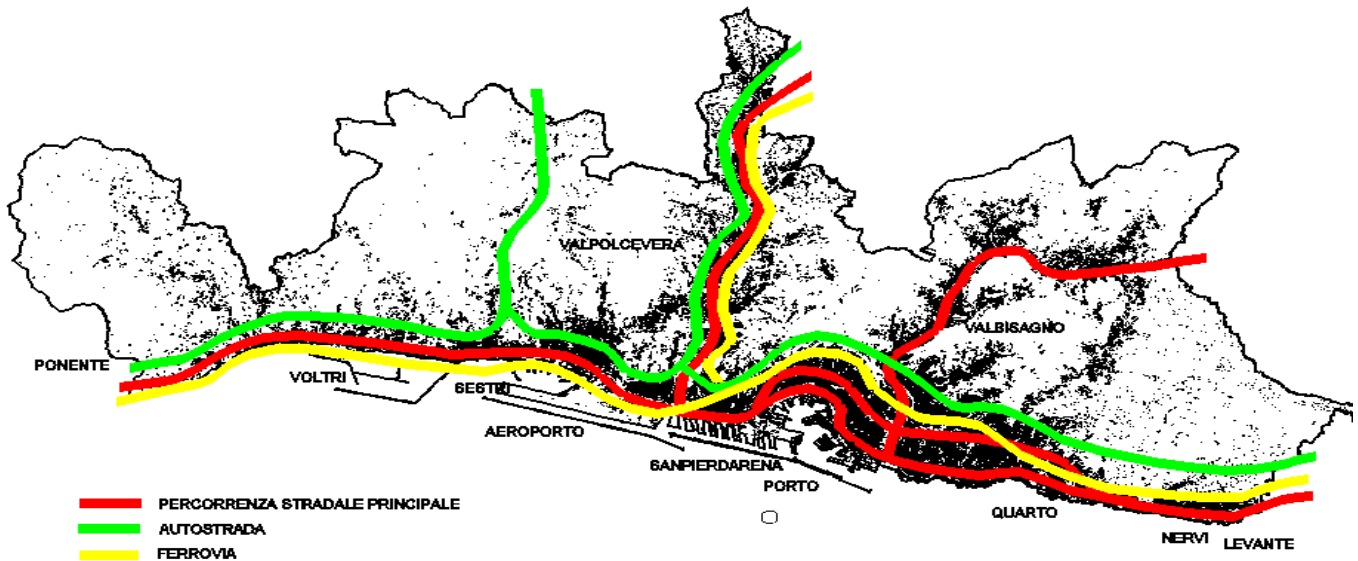 VALPOLCEVERA
VALBISAGNO
PONENTE
VOLTRI
SESTRI
AEROPORTO
SANPIERDARENA
PORTO
QUARTO
NERVI
LEVANTE
PERCORRENZA STRADALE PRINCIPALE
AUTOSTRADA
FERROVIA